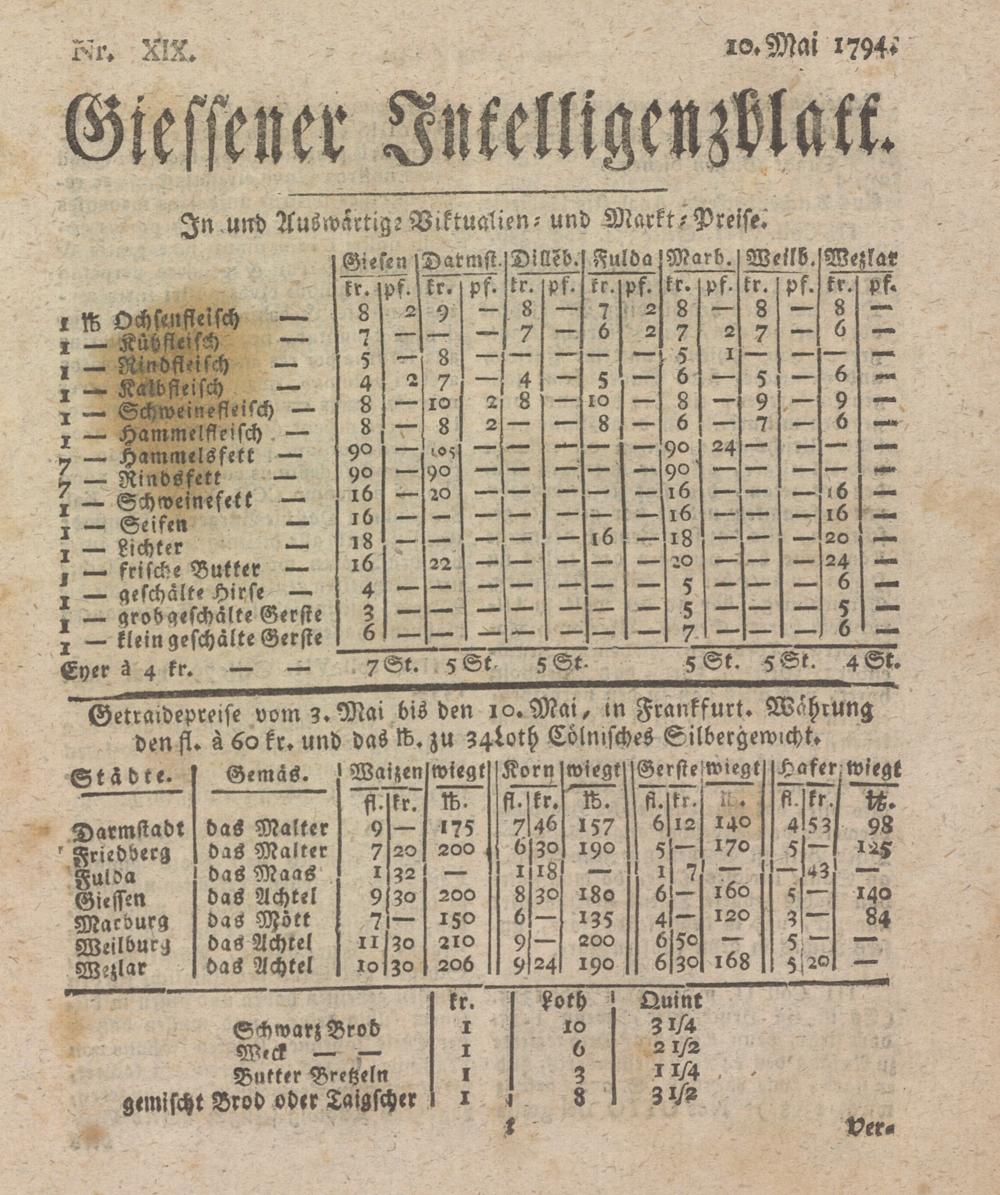 Nr. XIX. 10. Mai 1794.
Giessener Intelligenzblatt.
In und Auswärtige Viktualien- und Markt-Preise.
Giesen Darmst. Dillēb. Fulda Marb. Weilb. Wezlar
kr. pf. kr. pf. kr. pf. kr. pf. kr. pf. kr. pf. kr. pf.
1 ℔ Ochsenfleisch — 8 2 9 — 8 — 7 2 8 — 8 — 8 —
1 — Kühfleisch — 7 — — — 7 — 6 2 7 2 7 — 6 —
1 — Rindfleisch — 5 — 8 — — — — — 5 1 — — — —
1 — Kalbfleisch — 4 2 7 — 4 — 5 — 6 — 5 — 6 —
1 — Schweinefleisch — 8 — 10 2 8 — 10 — 8 — 9 — 9 —
1 — Hammelfleisch — 8 — 8 2 — — 8 — 6 — 7 — 6 —
7 — Hammelsfett — 90 — 105 — — — — — 90 24 — — — —
7 — Rindsfett — 90 — 90 — — — — — 90 — — — — —
1 — Schweinefett — 16 — 20 — — — — — 16 — — — 16 —
1 — Seifen — 16 — — — — — — — 16 — — — 16 —
1 — Lichter — 18 — — — — — 16 — 18 — — — 20 —
1 — frische Butter — 16 — 22 — — — — — 20 — — — 24 —
1 — geschälte Hirse — 4 — — — — — — — 5 — — — 6 —
1 — grob geschälte Gerste 3 — — — — — — — 5 — — — 5 —
1 — klein geschälte Gerste 6 — — — — — — — 7 — — — 6 —
Eyer à 4 kr. — — 7 St. 5 St. 5 St. 5 St. 5 St. 4 St.
Getraidepreise vom 3. Mai bis den 10. Mai, in Frankfurt. Währung
den fl. à 60 kr. und das ℔. zu 34 Loth Cölnisches Silbergewicht.
Städte. Gemäs. Waizen wiegt Korn wiegt Gerste wiegt Hafer wiegt
fl. kr. ℔. fl. kr. ℔. fl. kr. ℔. fl. kr. ℔.
Darmstadt das Malter 9 — 175 7 46 157 6 12 140 4 53 98
Friedberg das Malter 7 20 200 6 30 190 5 — 170 5 — 125
Fulda das Maas 1 32 — 1 18 — 1 7 — — 43 —
Giessen das Achtel 9 30 200 8 30 180 6 — 160 5 — 140
Marburg das Mött 7 — 150 6 — 135 4 — 120 3 — 84
Weilburg das Achtel 11 30 210 9 — 200 6 50 — 5 — —
Wezlar das Achtel 10 30 206 9 24 190 6 30 168 5 20 —
kr. Loth Quint
Schwarz Brod 1 10 3 1/4
Weck — — 1 6 2 1/2
Butter Bretzeln 1 3 1 1/4
gemischt Brod oder Taigscher 1 8 3 1/2
Ver-